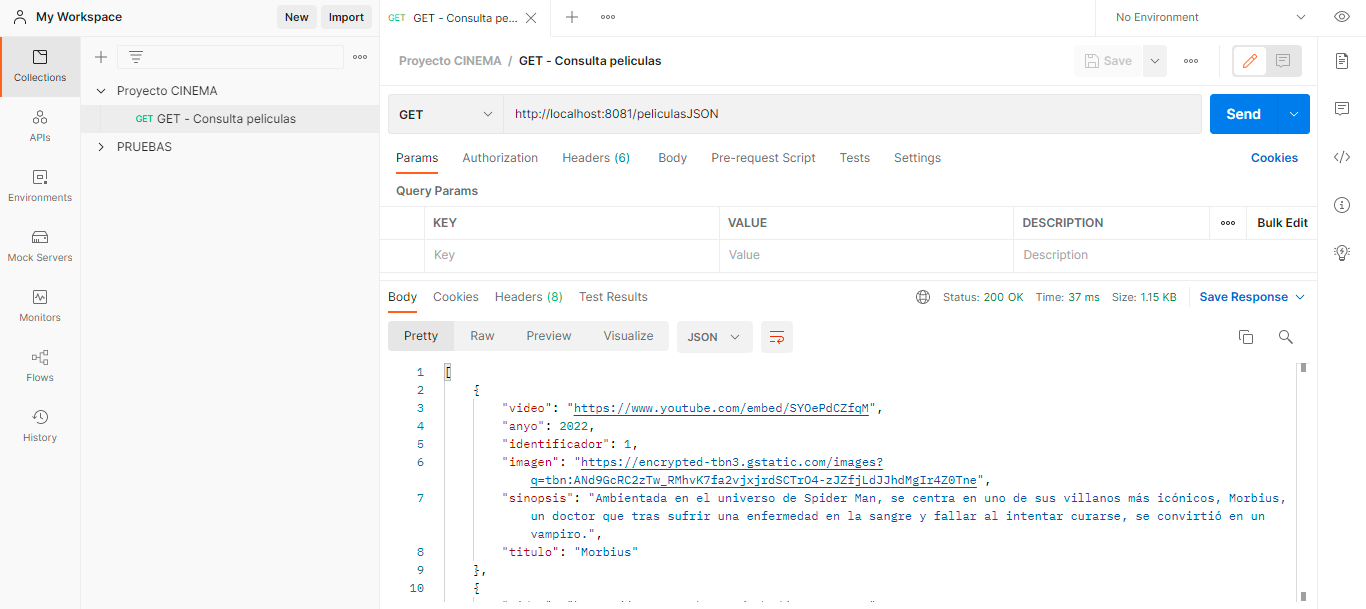 My Workspace
New
Import
GET GET - Consulta pe...
No Environment
Collections
APIs
Environments
Mock Servers
Monitors
Flows
History
Proyecto CINEMA
GET GET - Consulta peliculas
PRUEBAS
Proyecto CINEMA / GET - Consulta peliculas
Save
GET
http://localhost:8081/peliculasJSON
Send
Params Authorization Headers (6) Body Pre-request Script Tests Settings
Cookies
Query Params
KEY VALUE DESCRIPTION Bulk Edit
Key Value Description
Body Cookies Headers (8) Test Results
Status: 200 OK Time: 37 ms Size: 1.15 KB
Save Response
Pretty Raw Preview Visualize JSON
1 [
2 {
3 "video": "https://www.youtube.com/embed/SYOePdCZfqM",
4 "anyo": 2022,
5 "identificador": 1,
6 "imagen": "https://encrypted-tbn3.gstatic.com/images?
q=tbn:ANd9GcRC2zTw_RMhvK7fa2vjxjrdSCTrO4-zJZfjLdJJhdMgIr4Z0Tne",
7 "sinopsis": "Ambientada en el universo de Spider Man, se centra en uno de sus villanos más icónicos, Morbius,
un doctor que tras sufrir una enfermedad en la sangre y fallar al intentar curarse, se convirtió en un
vampiro.",
8 "titulo": "Morbius"
9 },
10 {